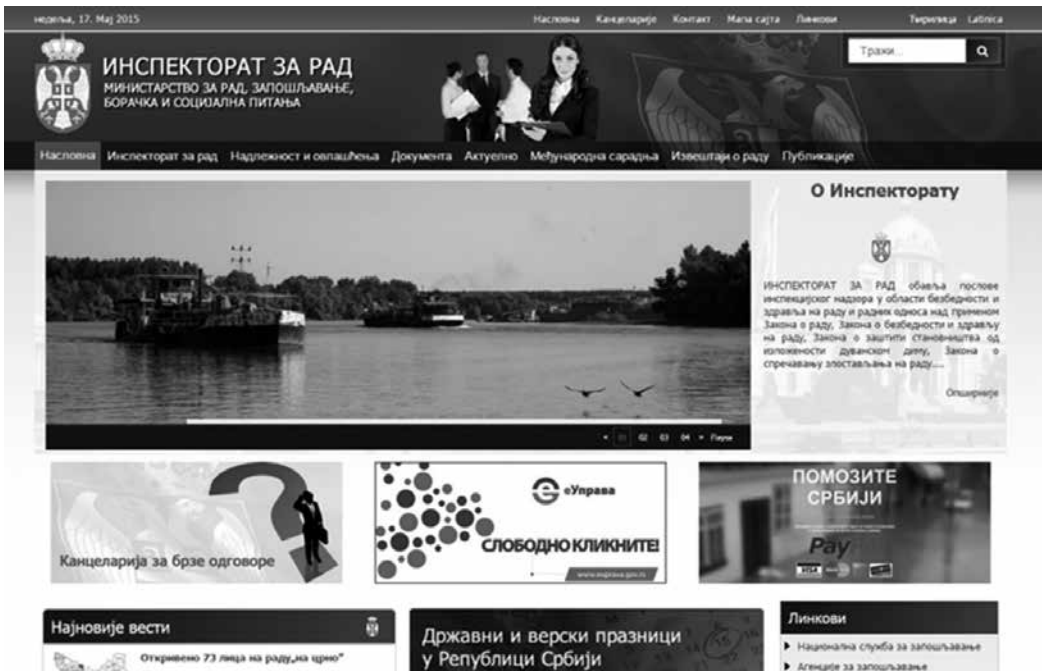 недеља, 17. Мај 2015
Насловна Канцеларије Контакт Мапа сајта Линкови Ћирилица Latinica
Тражи...
ИНСПЕКТОРАТ ЗА РАД
МИНИСТАРСТВО ЗА РАД, ЗАПОШЉАВАЊЕ,
БОРАЧКА И СОЦИЈАЛНА ПИТАЊА
Насловна Инспекторат за рад Надлежност и овлашћења Документа Актуелно Међународна сарадња Извештаји о раду Публикације
О Инспекторату
ИНСПЕКТОРАТ ЗА РАД обавља послове
инспекцијског надзора у области безбедности и
здравља на раду и радник односа над применом
Закона о раду, Закона о безбедности и здрављу
на раду, Закона о заштити становништва од
изложености дуванском диму, Закона о
спречавању злостављања на раду....
Опширније
« 01 02 03 04 » Пауза
Канцеларија за брзе одговоре
еУправа
СЛОБОДНО КЛИКНИТЕ!
www.euprava.gov.rs
ПОМОЗИТЕ
СРБИЈИ
Pay
VISA
Најновије вести
Откривено 73 лица на раду„на црно"
Државни и верски празници
у Републици Србији
Линкови
Национална служба за запошљавање
Агенције за запошљавање